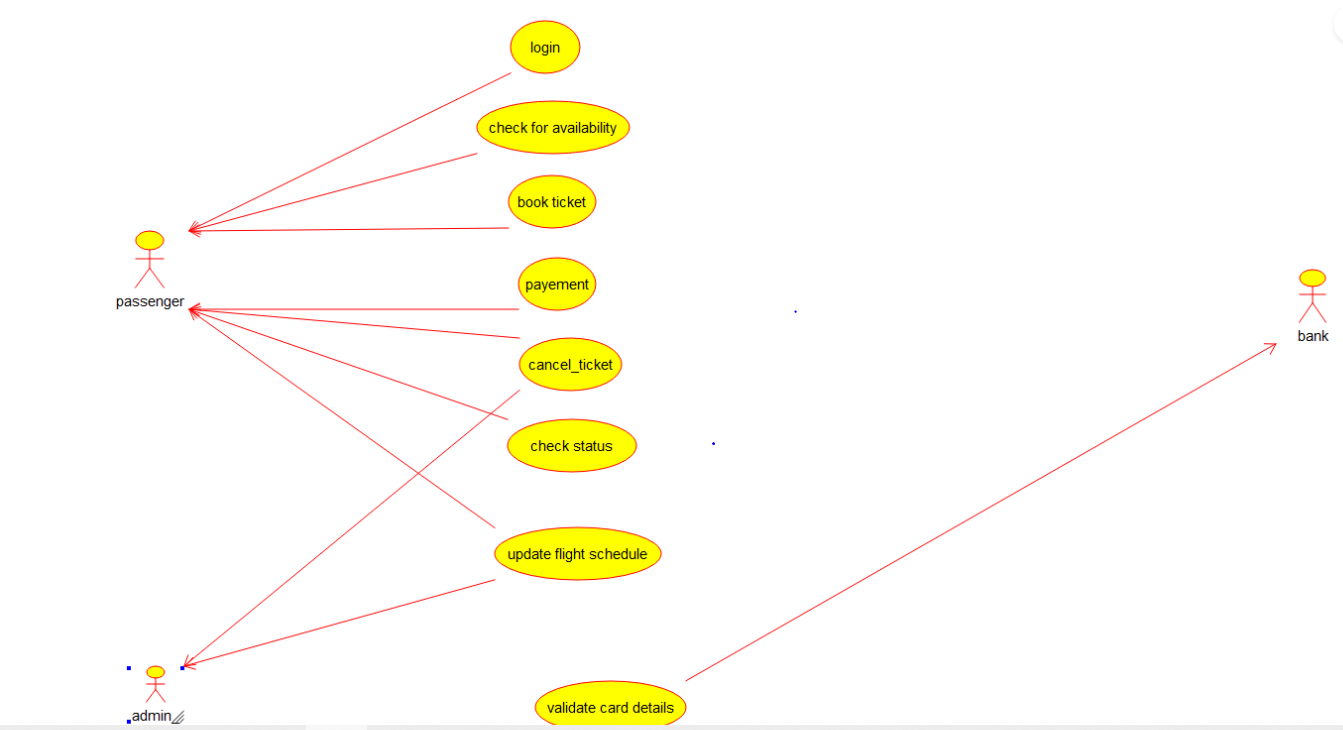 login
check for availability
book ticket
payement
passenger
bank
cancel_ticket
check status
update flight schedule
validate card details
admin